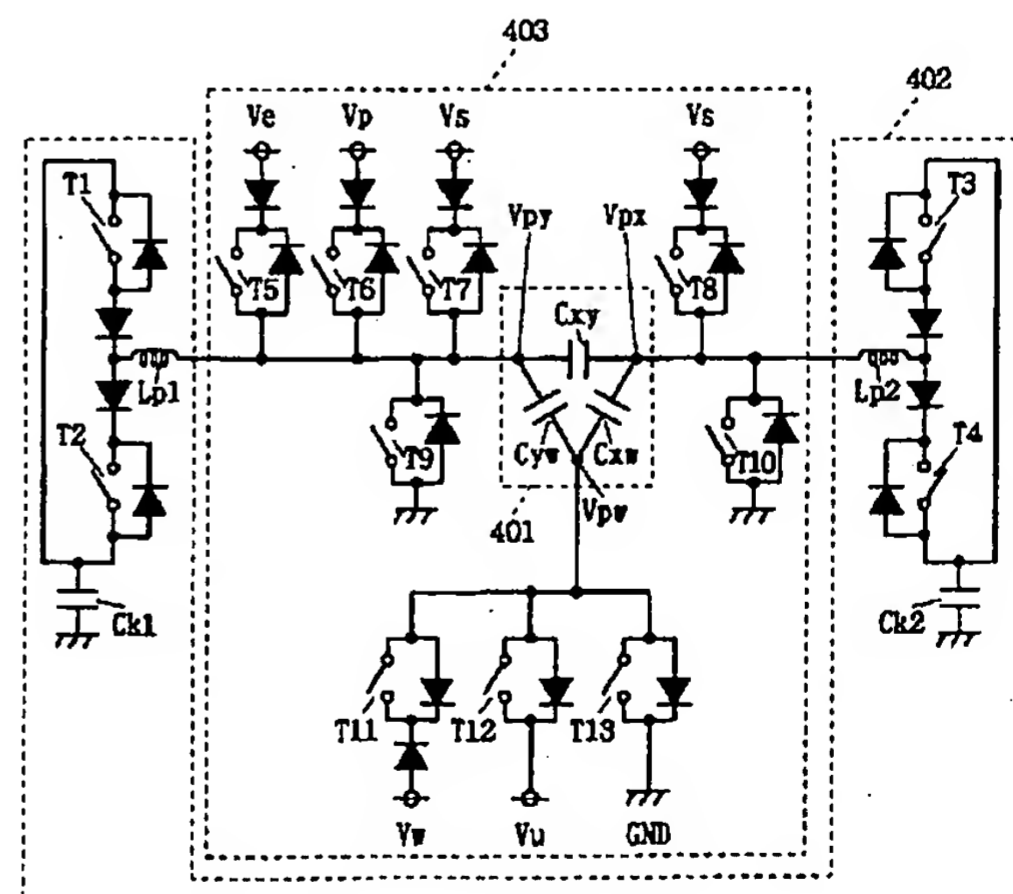 403
402
Ve Vp Vs Vs
T1 T3
Vpy Vpx
T5 T6 T7 T8
Cxy
Lp1 Lp2
T2 T9 Cyw Cxw T10 T4
401 Vpw
Ck1 Ck2
T11 T12 T13
Vw Vu GND